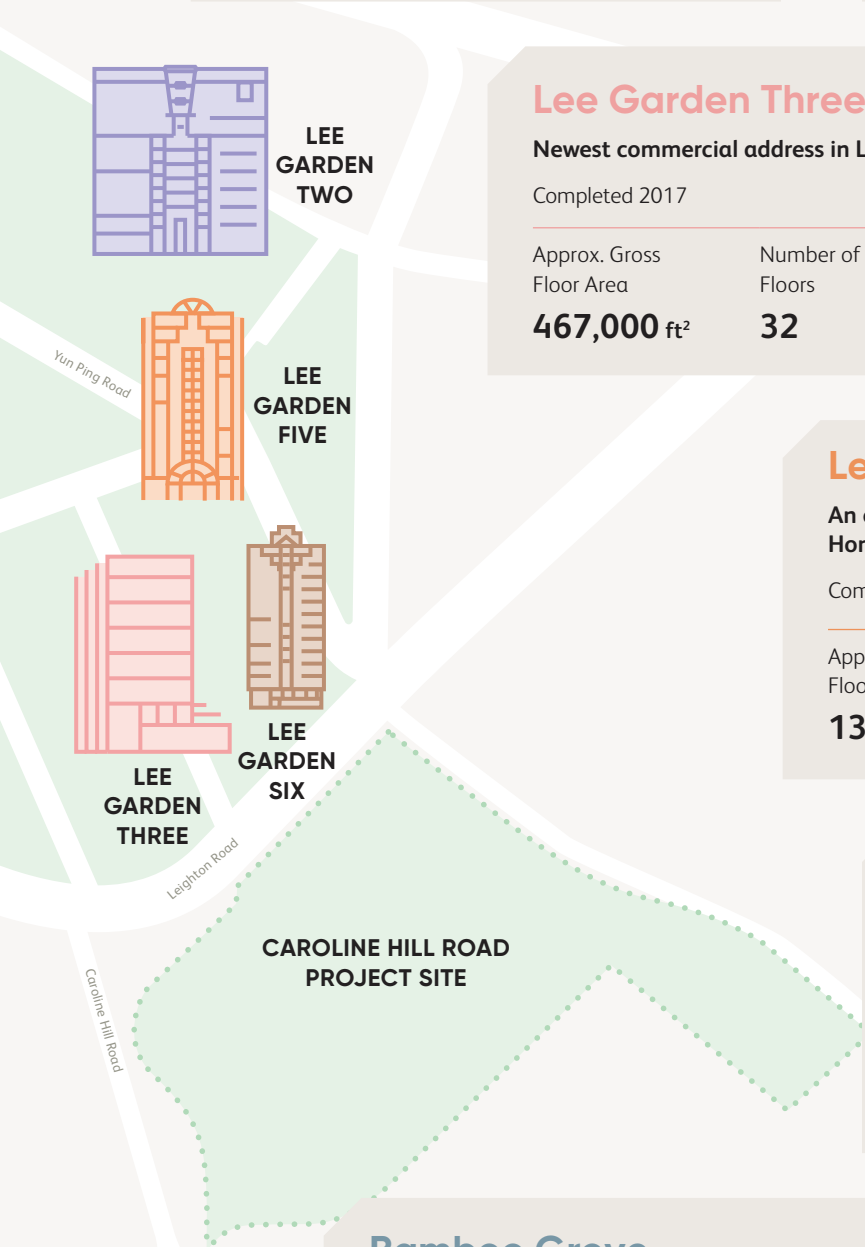 LEE
GARDEN
TWO
Lee Garden Three
Newest commercial address in L
Completed 2017
Approx. Gross
Floor Area
467,000 ft²
Number of
Floors
32
Yun Ping Road
LEE
GARDEN
FIVE
Le
An
Hon
Com
App
Floo
13
LEE
GARDEN
SIX
LEE
GARDEN
THREE
Leighton Road
CAROLINE HILL ROAD
PROJECT SITE
Caroline Hill Road
Bamboo Grove